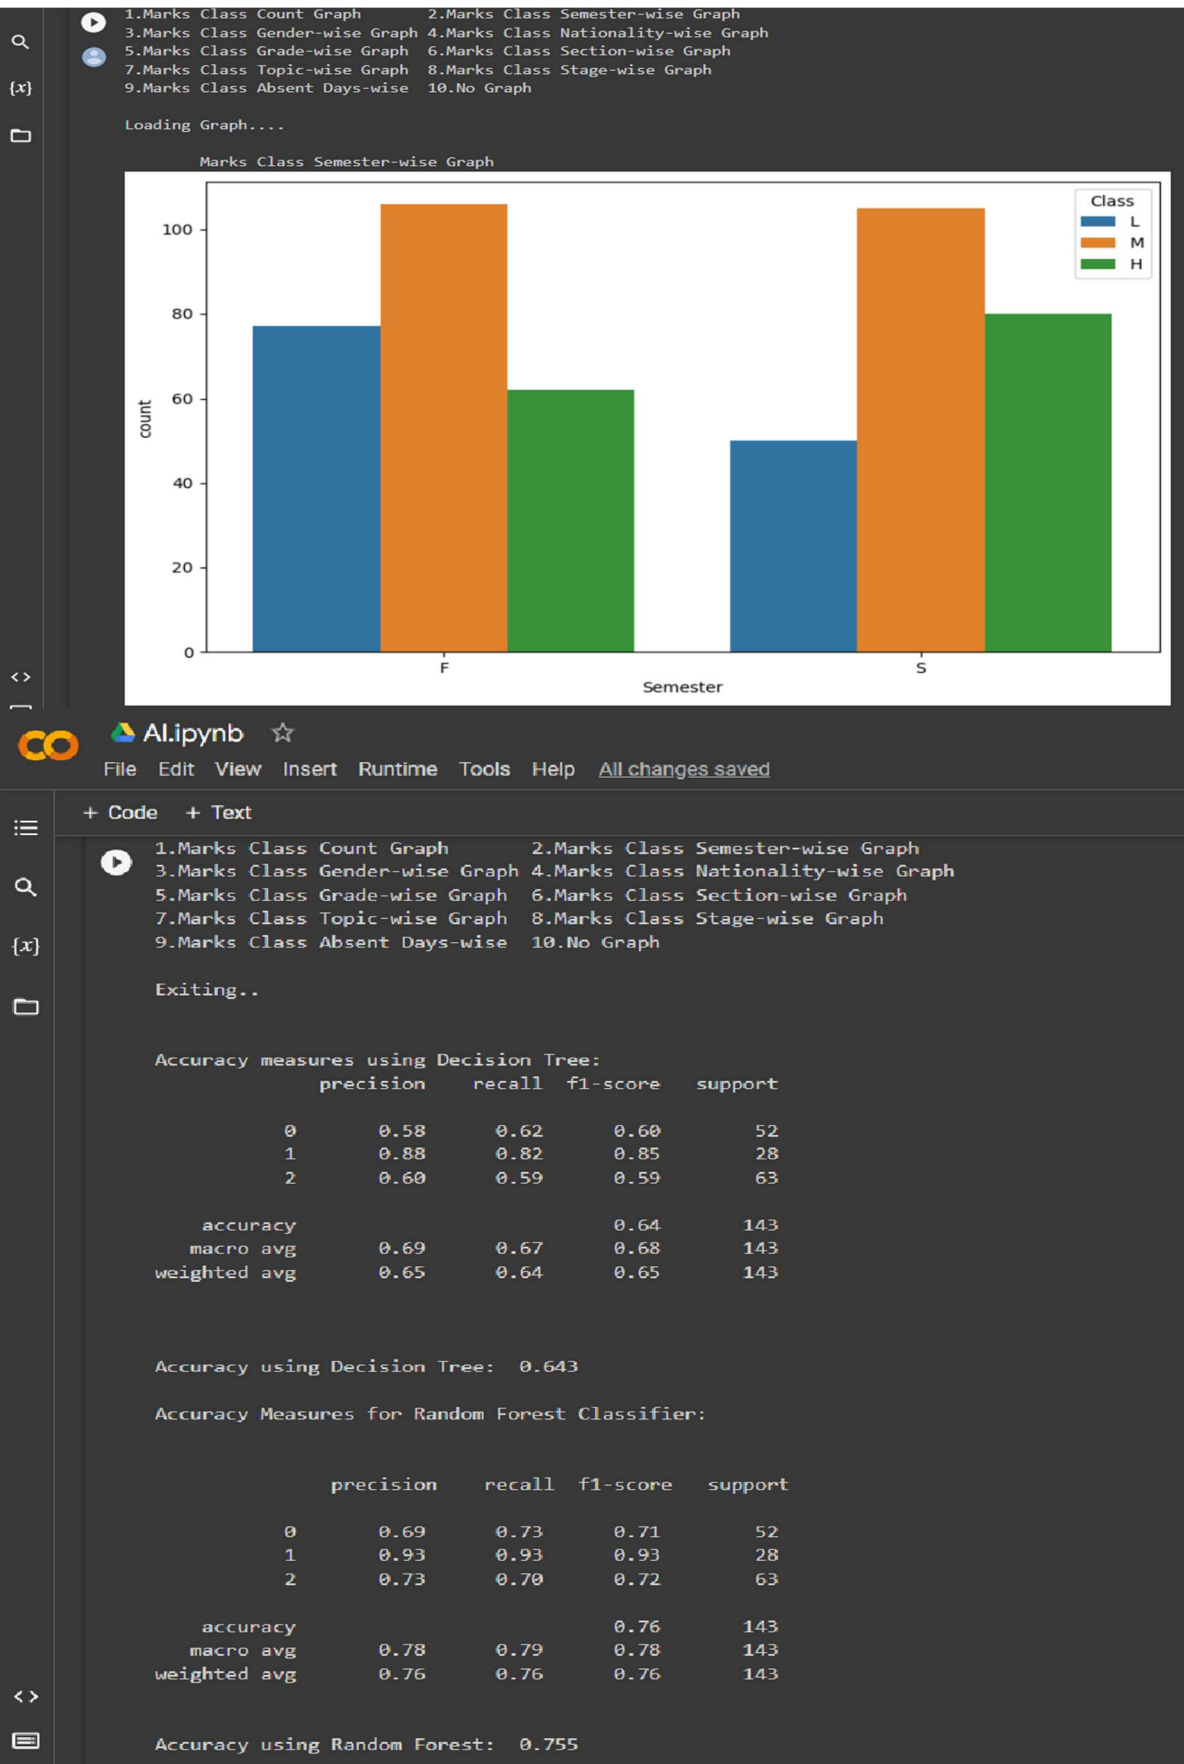 1.Marks Class Count Graph 2.Marks Class Semester-wise Graph
3.Marks Class Gender-wise Graph 4.Marks Class Nationality-wise Graph
5.Marks Class Grade-wise Graph 6.Marks Class Section-wise Graph
7.Marks Class Topic-wise Graph 8.Marks Class Stage-wise Graph
9.Marks Class Absent Days-wise 10.No Graph
{x}
Loading Graph....
Marks Class Semester-wise Graph
Class
L
M
H
100
80
60
40
20
0
count
F
S
Semester
<>
CO
AI.ipynb
File Edit View Insert Runtime Tools Help All changes saved
+ Code + Text
1.Marks Class Count Graph 2.Marks Class Semester-wise Graph
3.Marks Class Gender-wise Graph 4.Marks Class Nationality-wise Graph
5.Marks Class Grade-wise Graph 6.Marks Class Section-wise Graph
7.Marks Class Topic-wise Graph 8.Marks Class Stage-wise Graph
9.Marks Class Absent Days-wise 10.No Graph
{x}
Exiting..
Accuracy measures using Decision Tree:
precision recall f1-score support
0 0.58 0.62 0.60 52
1 0.88 0.82 0.85 28
2 0.60 0.59 0.59 63
accuracy 0.64 143
macro avg 0.69 0.67 0.68 143
weighted avg 0.65 0.64 0.65 143
Accuracy using Decision Tree: 0.643
Accuracy Measures for Random Forest Classifier:
precision recall f1-score support
0 0.69 0.73 0.71 52
1 0.93 0.93 0.93 28
2 0.73 0.70 0.72 63
accuracy 0.76 143
macro avg 0.78 0.79 0.78 143
weighted avg 0.76 0.76 0.76 143
<>
Accuracy using Random Forest: 0.755